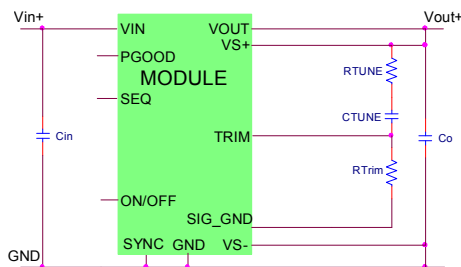 Vin+
Vout+
VIN
VOUT
VS+
PGOOD
MODULE
RTUNE
SEQ
CTUNE
Cin
TRIM
Co
RTrim
ON/OFF
SIG_GND
SYNC
GND
VS-
GND